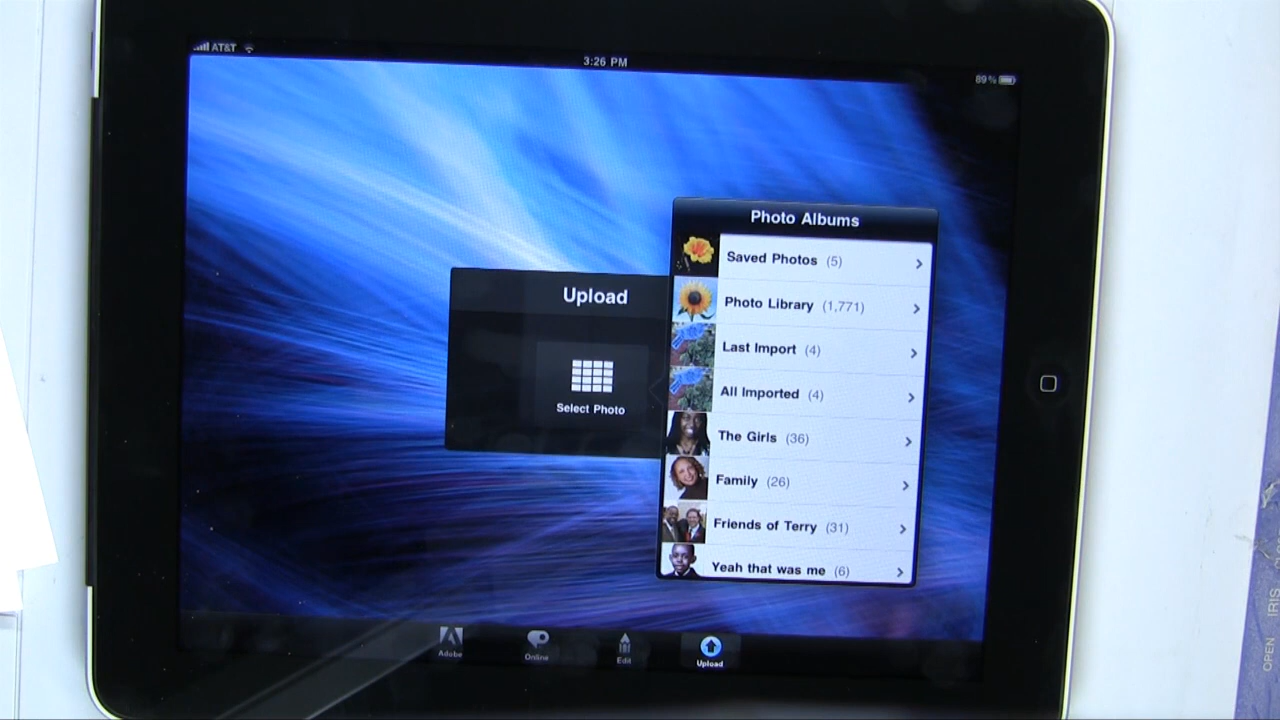 AT&T
3:26 PM
89%
Photo Albums
Saved Photos (5)
Photo Library (1,771)
Last Import (4)
All Imported (4)
The Girls (36)
Family (26)
Friends of Terry (31)
Yeah that was me (6)
Upload
Select Photo
Adobe
Online
Edit
Upload
OPEN IRIS